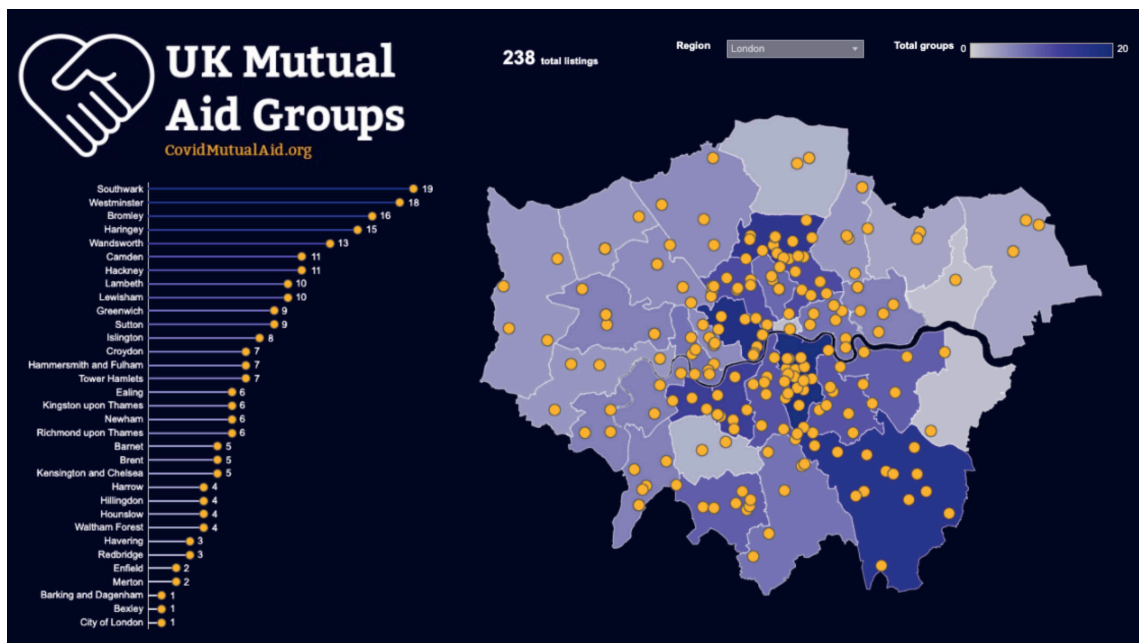 UK Mutual
Aid Groups
CovidMutualAid.org
238 total listings
Region
London
Total groups
0
20
Southwark 19
Westminster 18
Bromley 16
Haringey 15
Wandsworth 13
Camden 11
Hackney 11
Lambeth 10
Lewisham 10
Greenwich 9
Sutton 9
Islington 8
Croydon 7
Hammersmith and Fulham 7
Tower Hamlets 7
Ealing 6
Kingston upon Thames 6
Newham 6
Richmond upon Thames 6
Barnet 5
Brent 5
Kensington and Chelsea 5
Harrow 4
Hillingdon 4
Hounslow 4
Waltham Forest 4
Havering 3
Redbridge 3
Enfield 2
Merton 2
Barking and Dagenham 1
Bexley 1
City of London 1